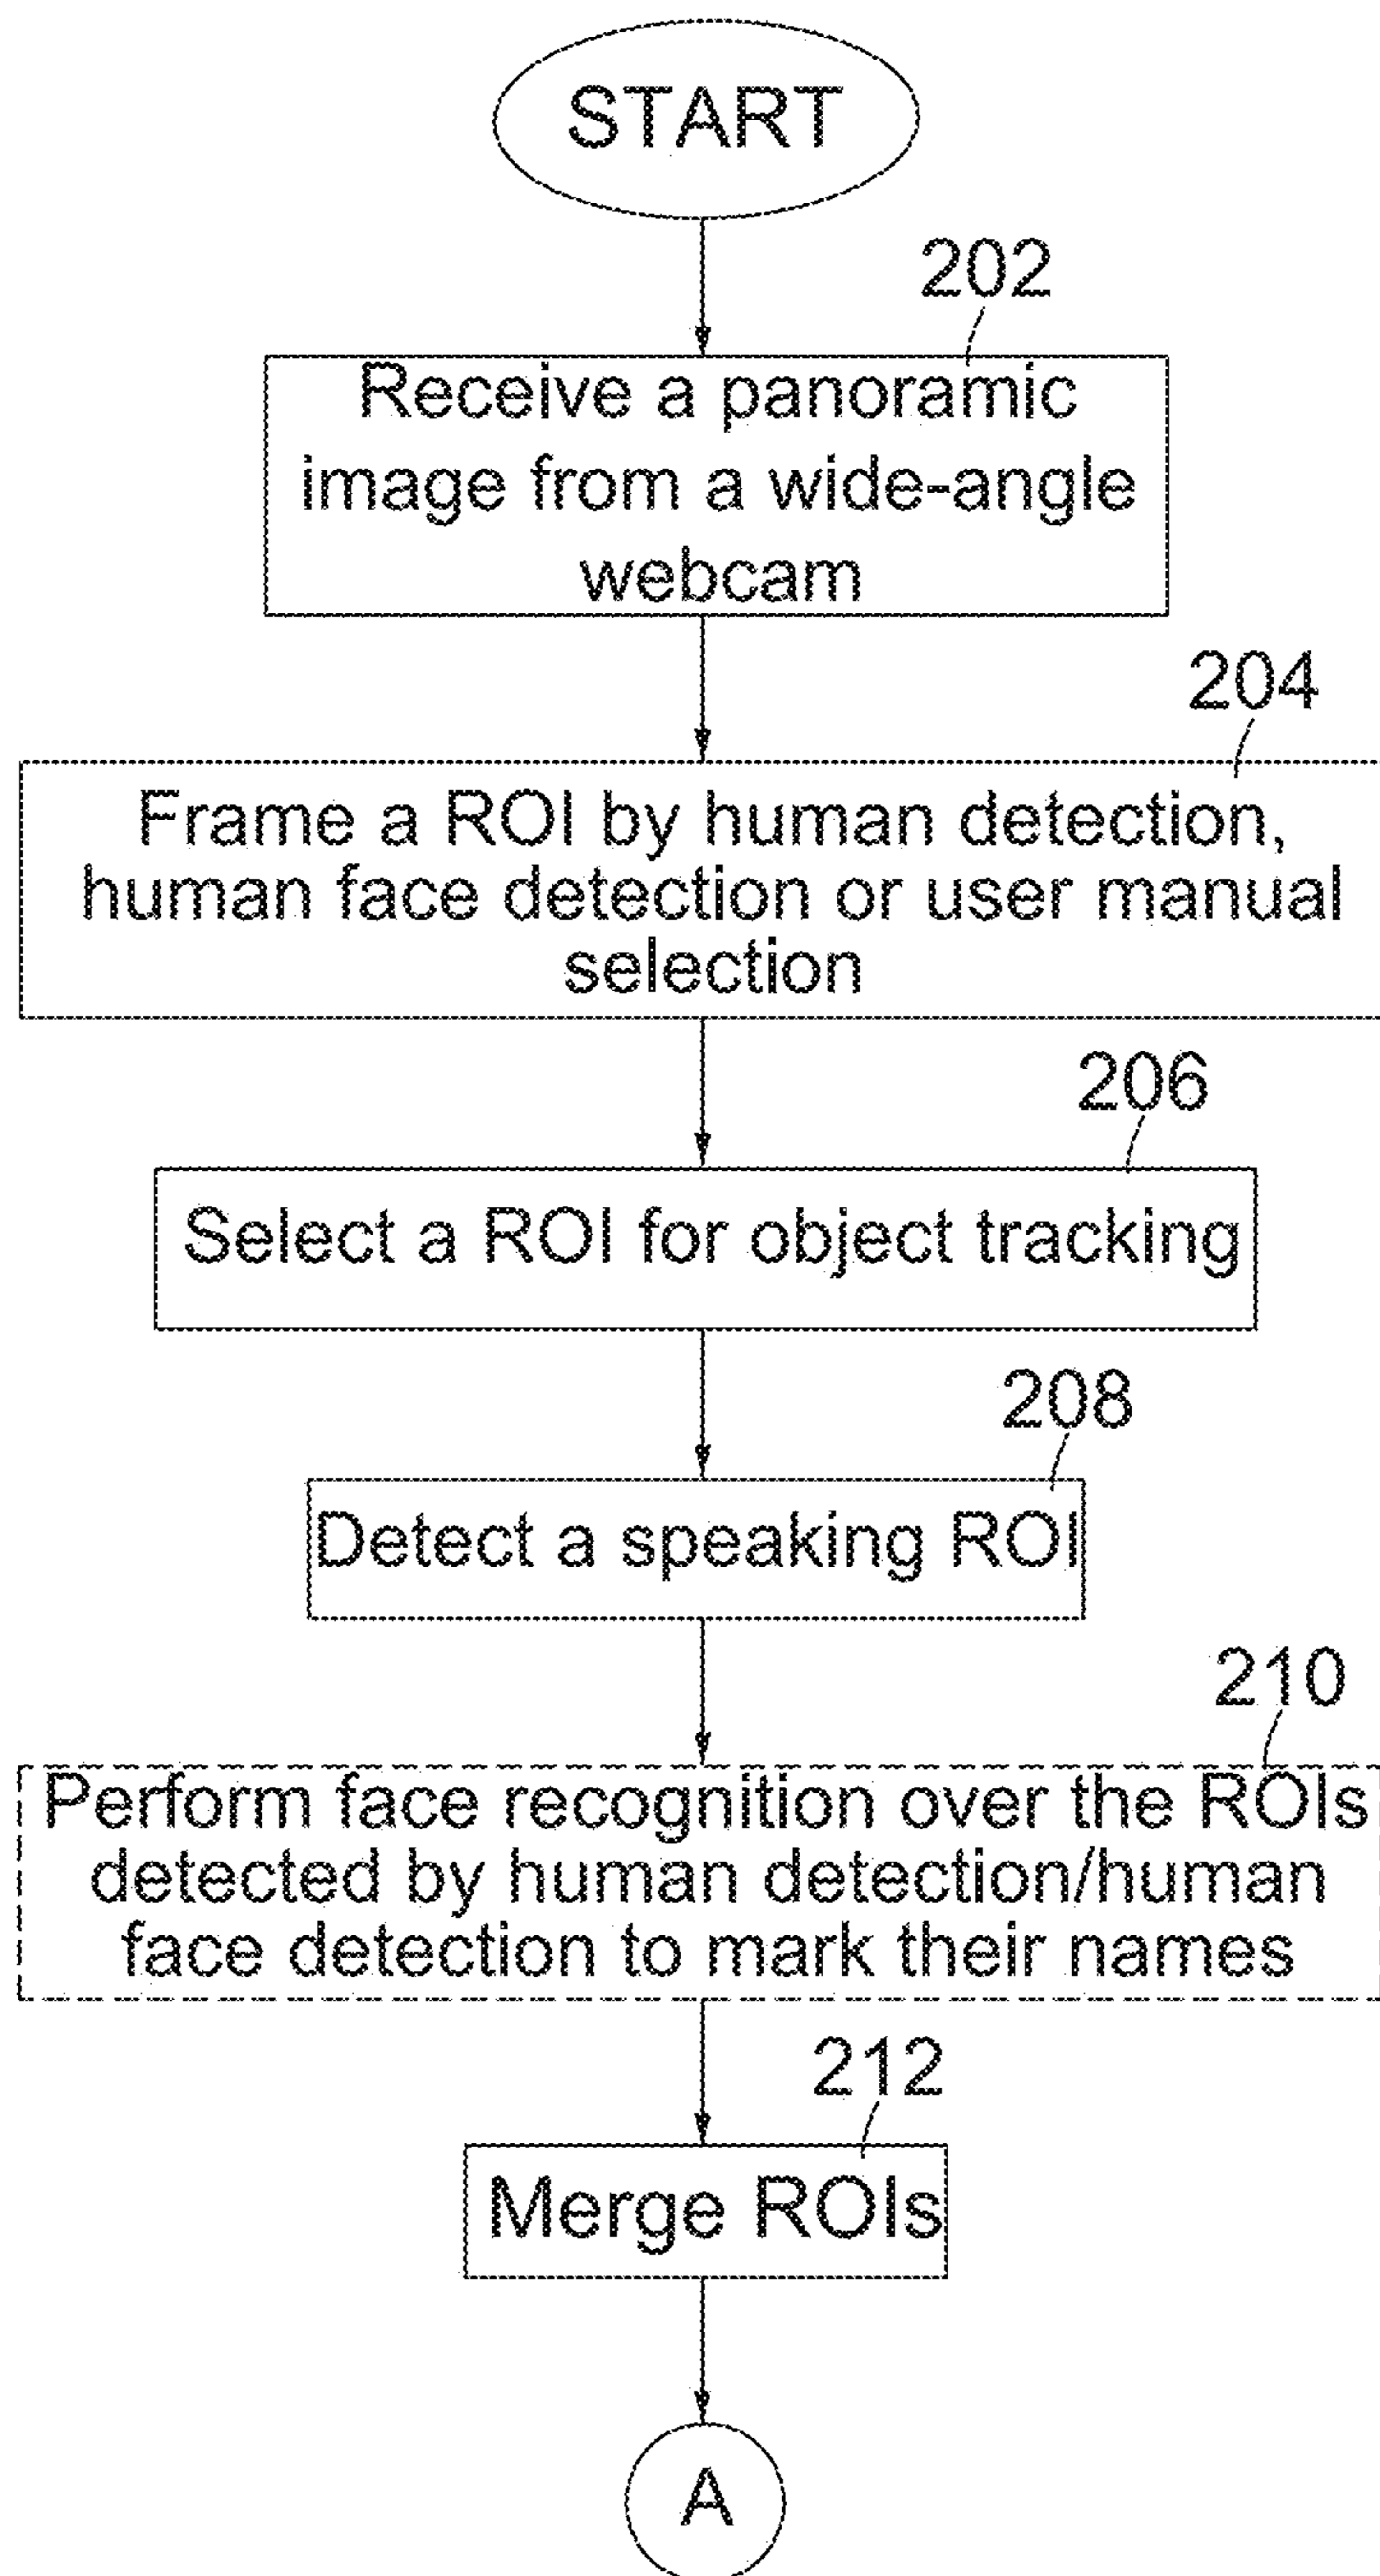 START
202
Receive a panoramic
image from a wide-angle
webcam
204
Frame a ROI by human detection,
human face detection or user manual
selection
206
Select a ROI for object tracking
208
Detect a speaking ROI
210
Perform face recognition over the ROIs
detected by human detection/human
face detection to mark their names
212
Merge ROIs
A